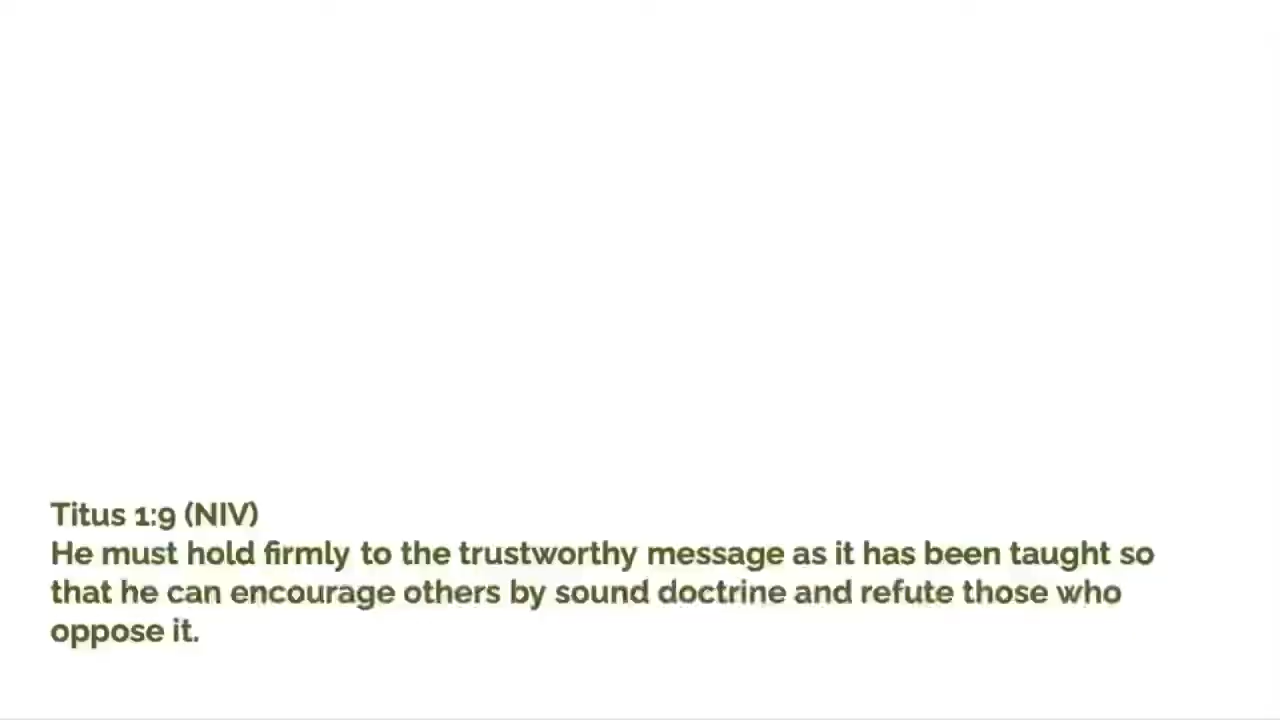 Titus 1:9 (NIV)
He must hold firmly to the trustworthy message as it has been taught so
that he can encourage others by sound doctrine and refute those who
oppose it.